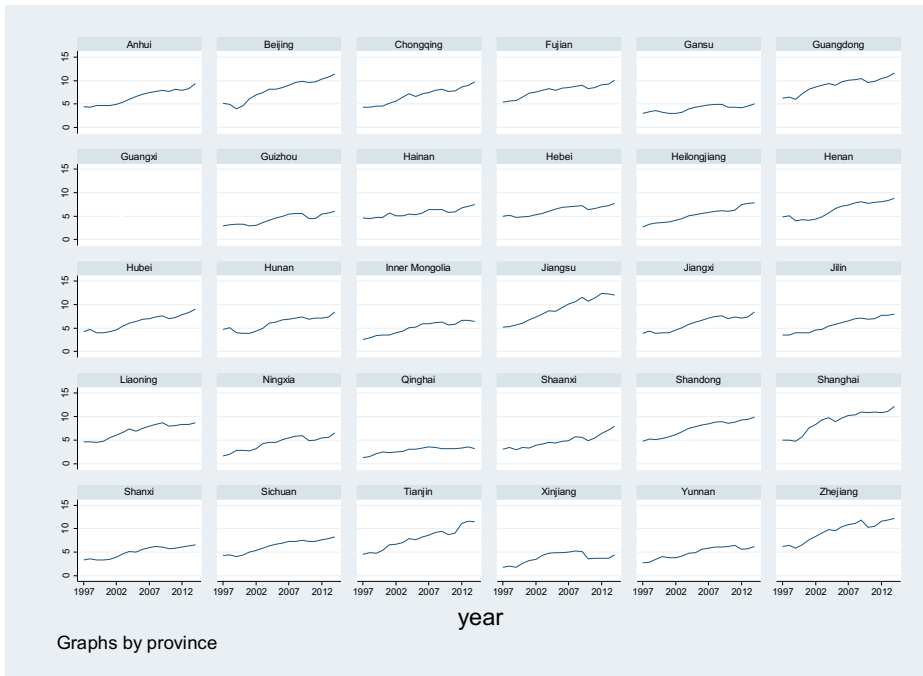 Anhui Beijing Chongqing Fujian Gansu Guangdong
15
10
5
0
Guangxi Guizhou Hainan Hebei Heilongjiang Henan
15
10
5
0
Hubei Hunan Inner Mongolia Jiangsu Jiangxi Jilin
15
10
5
0
Liaoning Ningxia Qinghai Shaanxi Shandong Shanghai
15
10
5
0
Shanxi Sichuan Tianjin Xinjiang Yunnan Zhejiang
15
10
5
0
1997 2002 2007 2012 1997 2002 2007 2012 1997 2002 2007 2012 1997 2002 2007 2012 1997 2002 2007 2012 1997 2002 2007 2012
year
Graphs by province